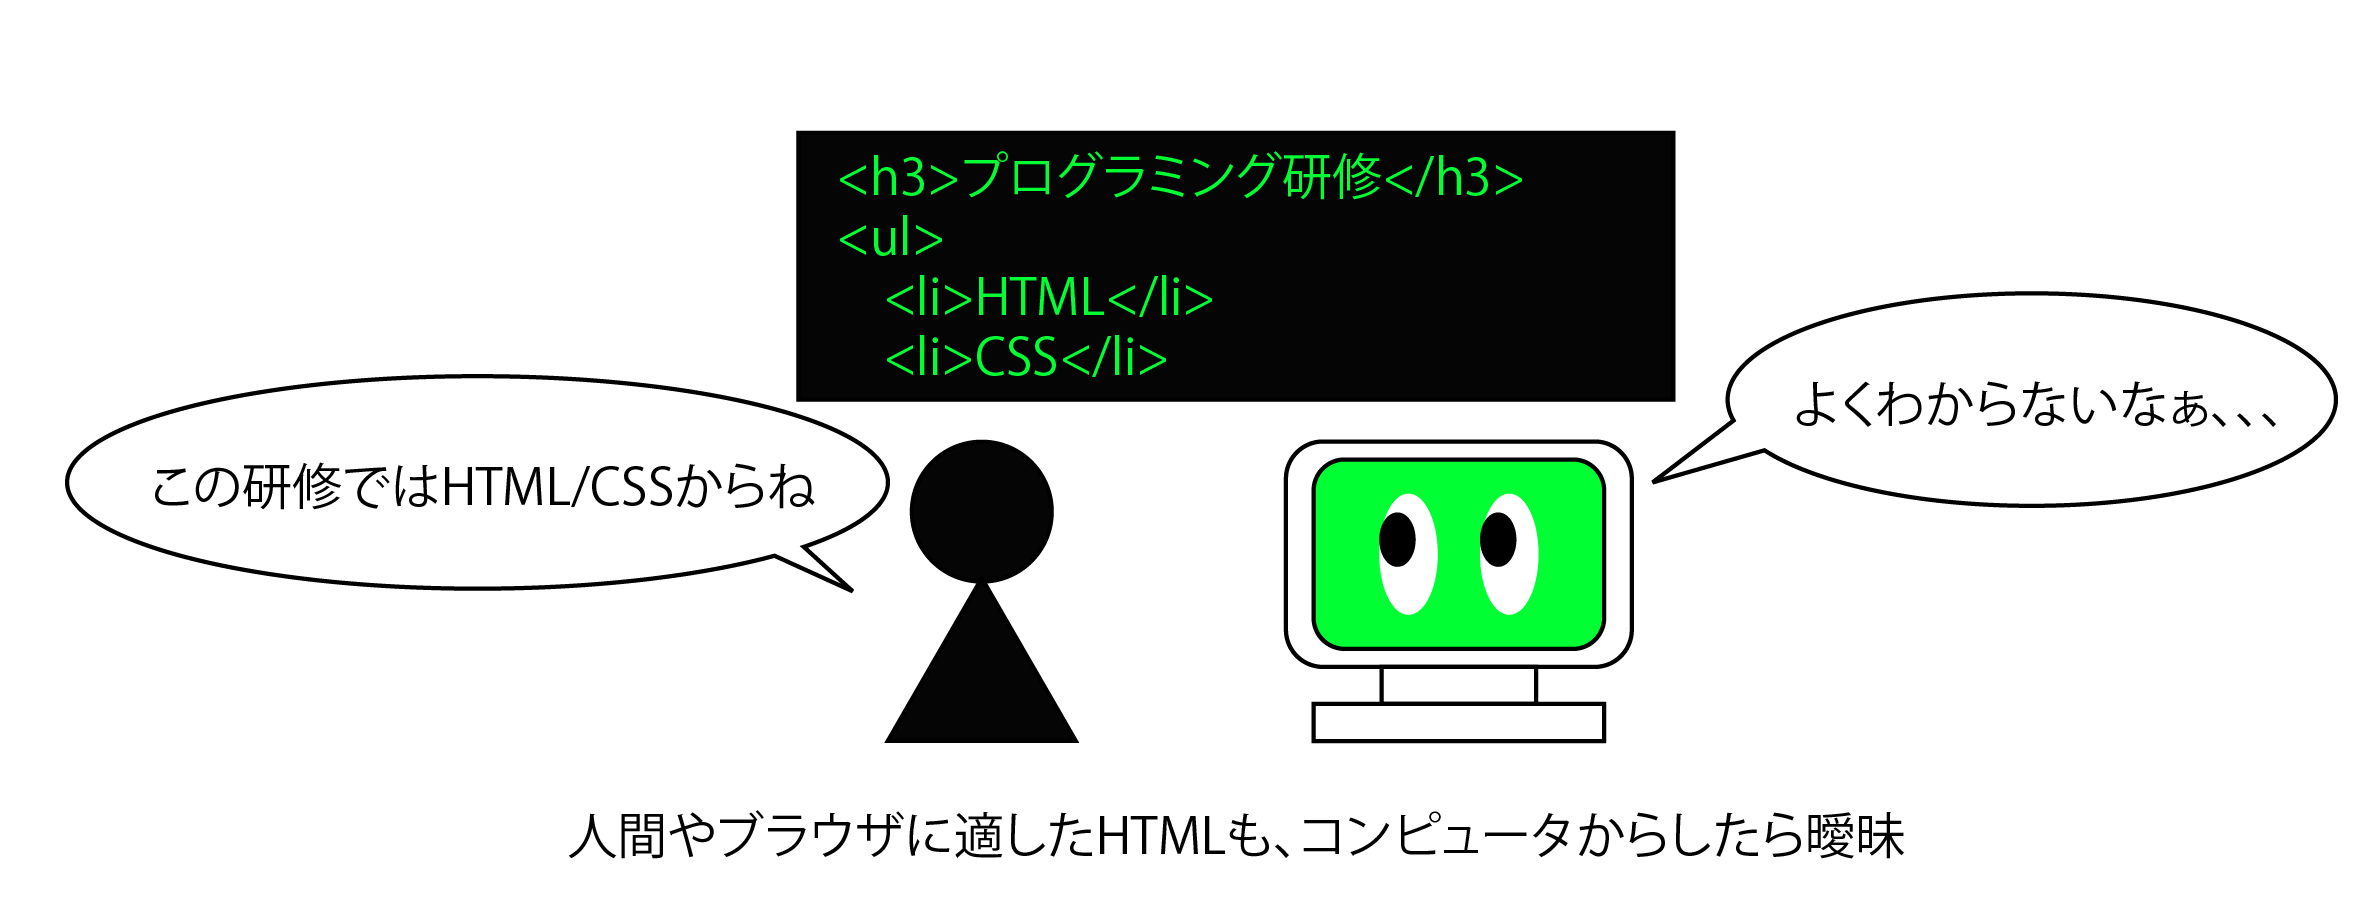 <h3>プログラミング研修</h3>
<ul>
<li>HTML</li>
<li>CSS</li>
この研修ではHTML/CSSからね
よくわからないなぁ、、、
人間やブラウザに適したHTMLも、コンピュータからしたら曖昧